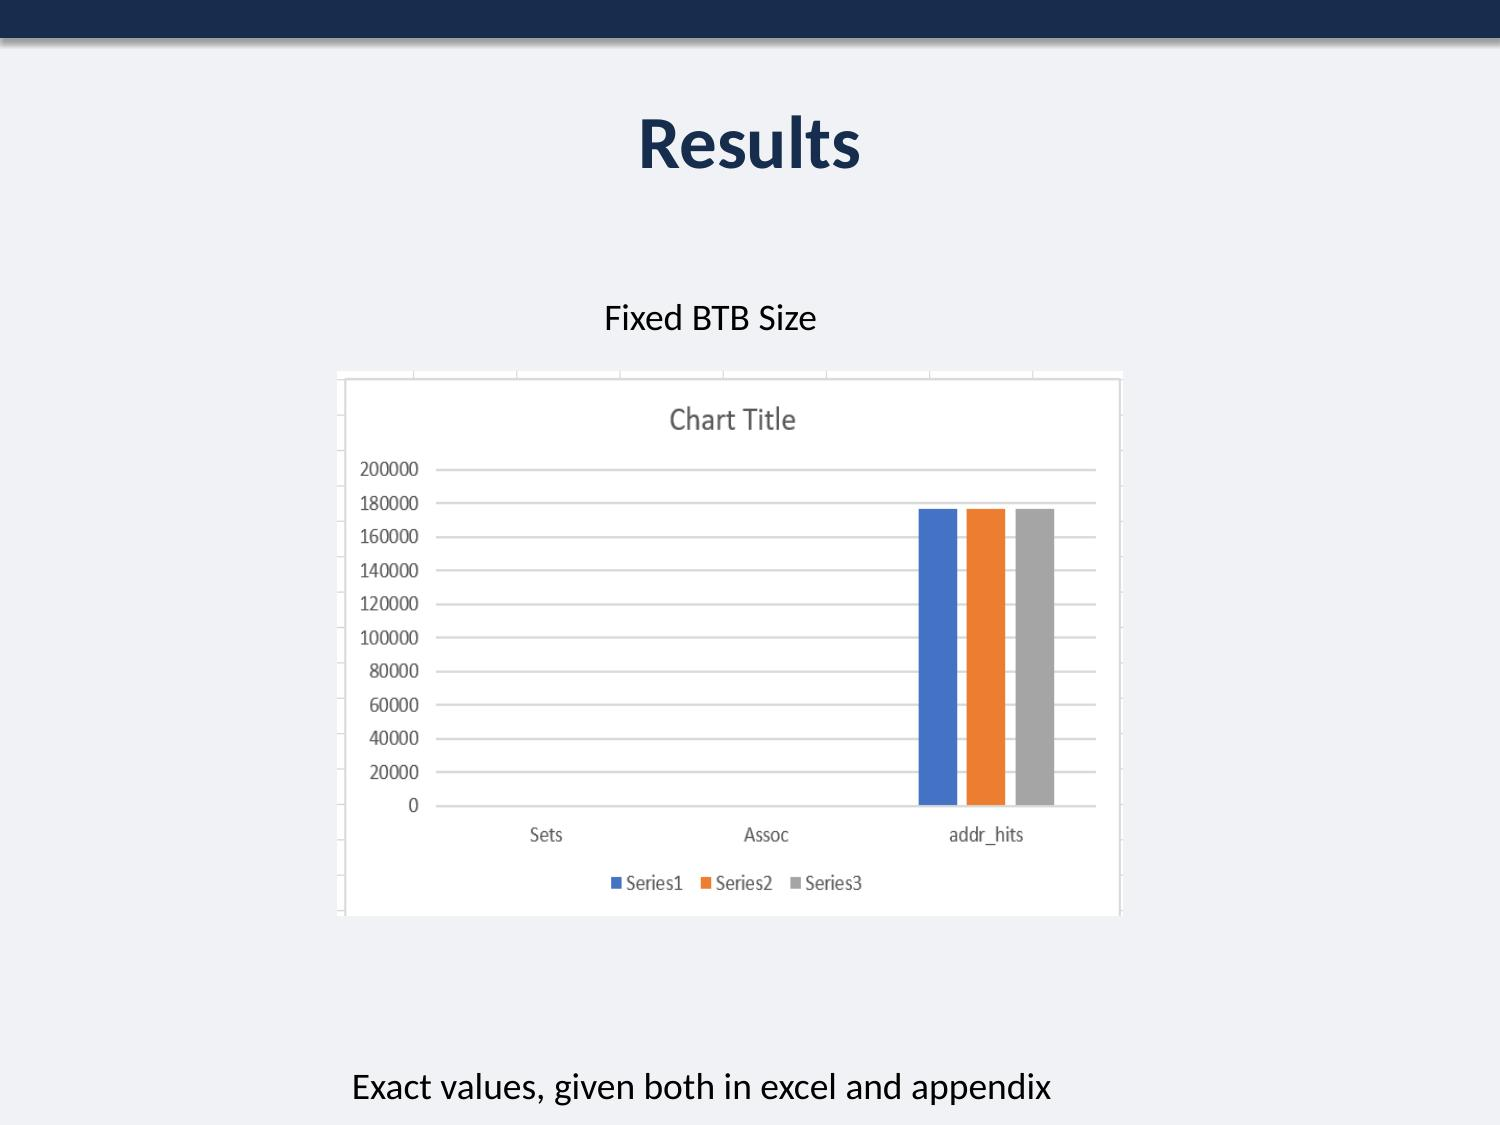 Results
Fixed BTB Size
Chart Title
200000
180000
160000
140000
120000
100000
80000
60000
40000
20000
0
Sets Assoc addr_hits
Series1 Series2 Series3
Exact values, given both in excel and appendix